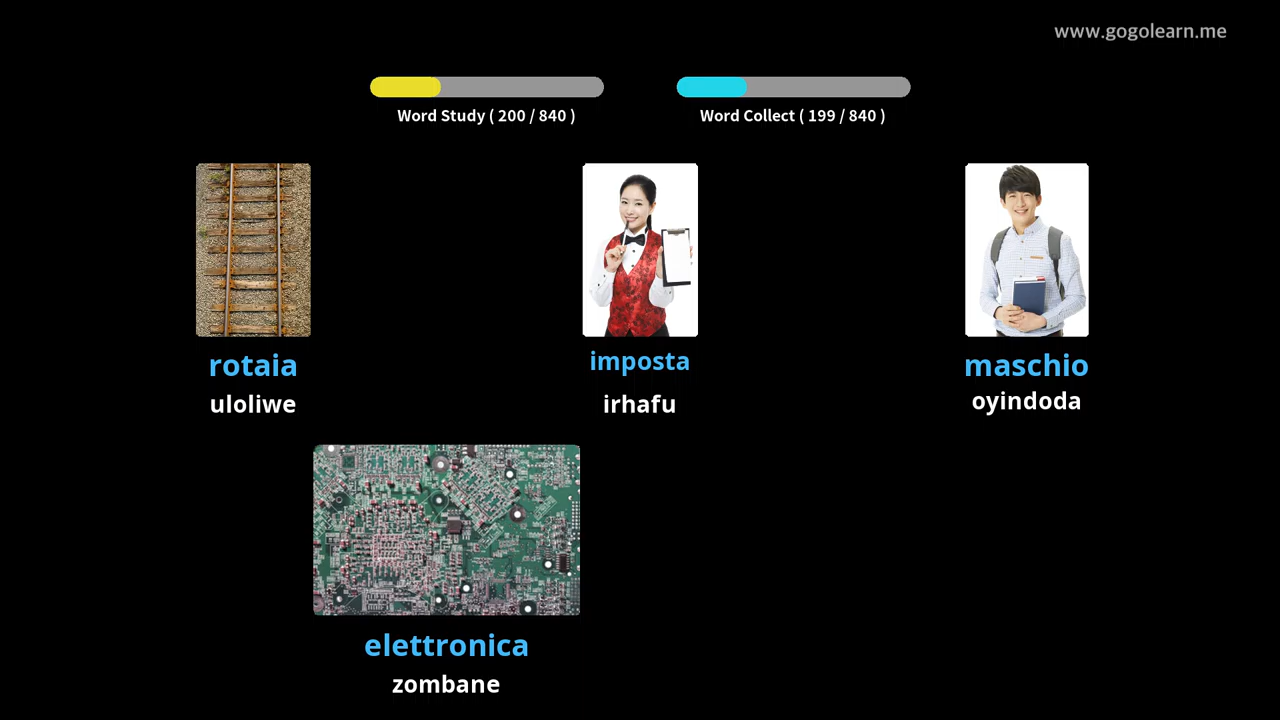 www.gogolearn.me
Word Study ( 200 / 840 )
Word Collect ( 199 / 840 )
rotaia
uloliwe
imposta
irhafu
maschio
oyindoda
elettronica
zombane